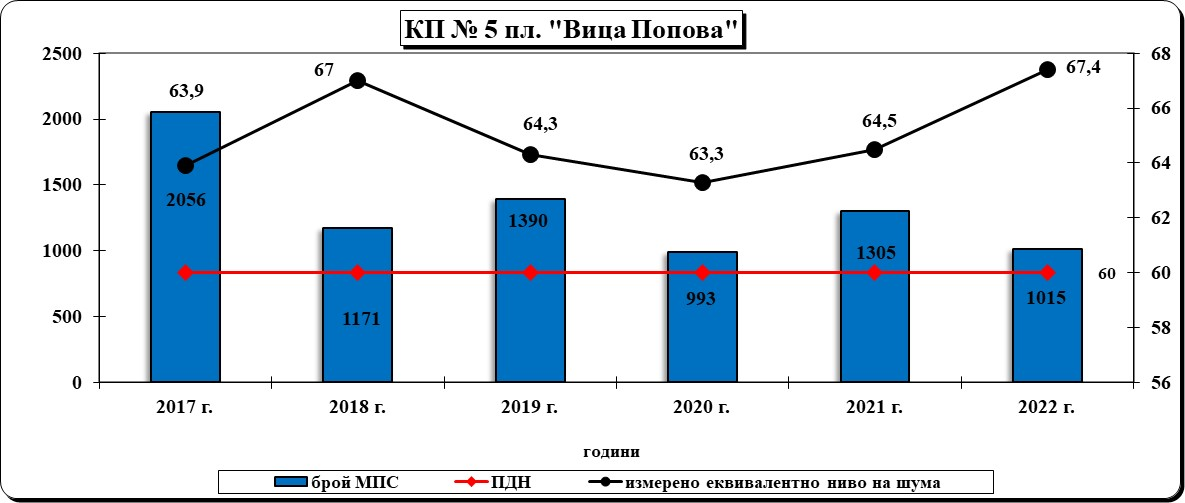 КП № 5 пл. "Вица Попова"
2500
2000
1500
1000
500
0
68
66
64
62
60
58
56
63,9
67
64,3
63,3
64,5
67,4
2056
1171
1390
993
1305
1015
60
2017 г.
2018 г.
2019 г.
2020 г.
2021 г.
2022 г.
години
брой МПС
ПДН
измерено еквивалентно ниво на шума